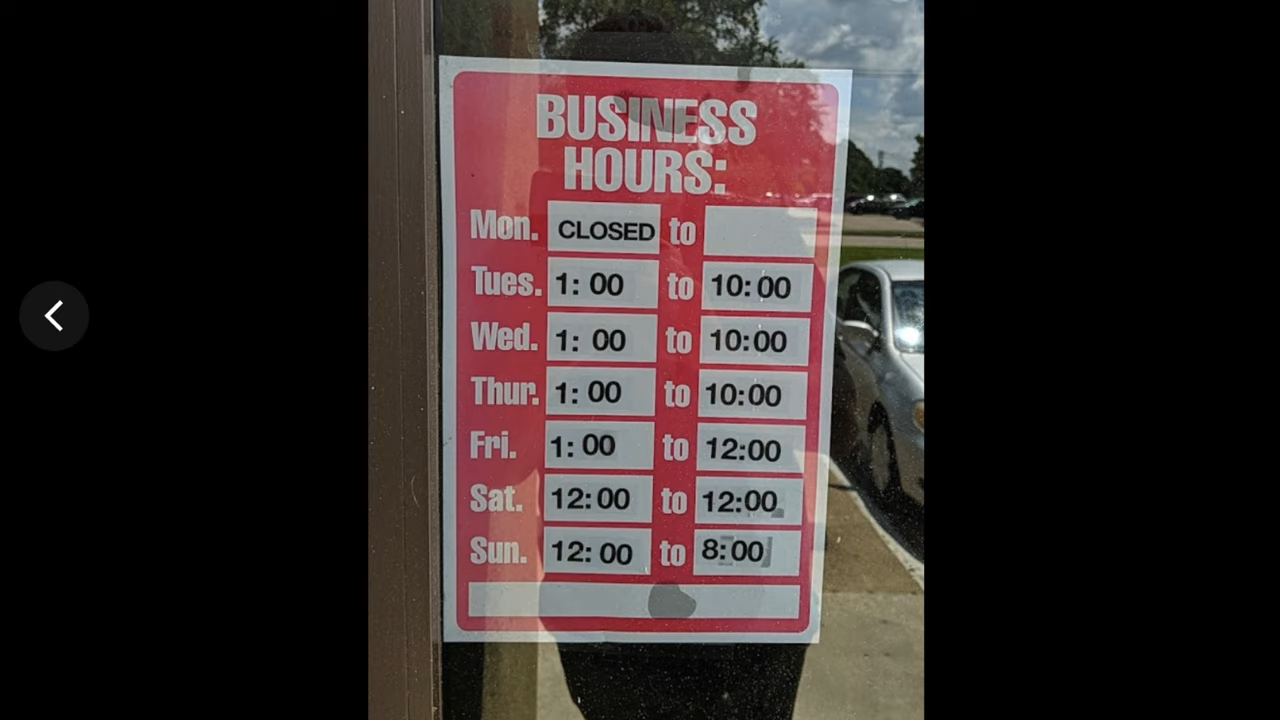 BUSINESS
HOURS:
Mon. CLOSED to
Tues. 1: 00 to 10:00
Wed. 1: 00 to 10:00
Thur. 1: 00 to 10:00
Fri. 1: 00 to 12:00
Sat. 12:00 to 12:00
Sun. 12: 00 to 8:00